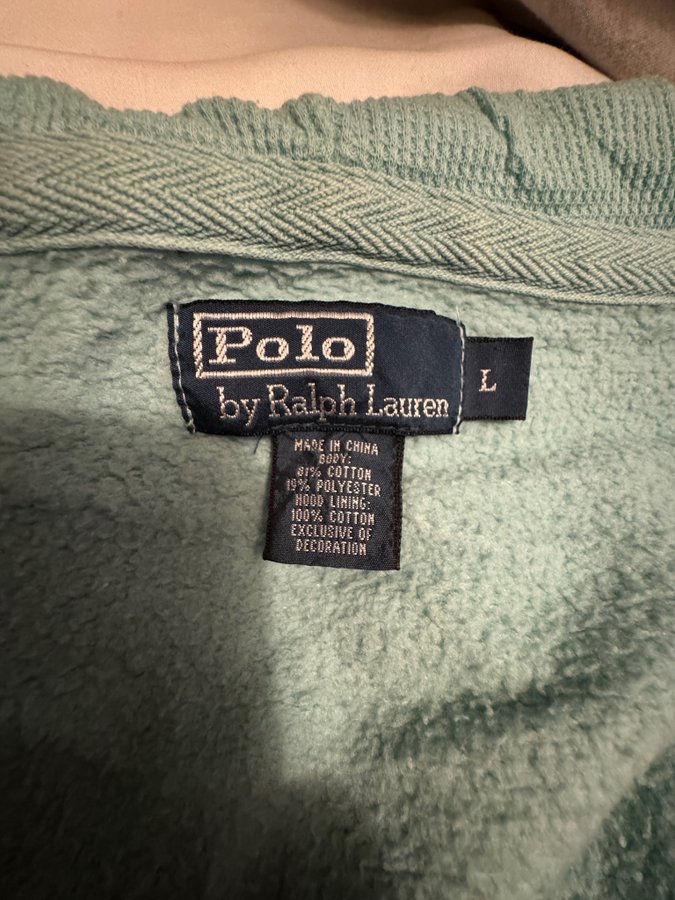 Polo
by Ralph Lauren
L
MADE IN CHINA
BODY:
81% COTTON
19% POLYESTER
HOOD LINING:
100% COTTON
EXCLUSIVE OF
DECORATION